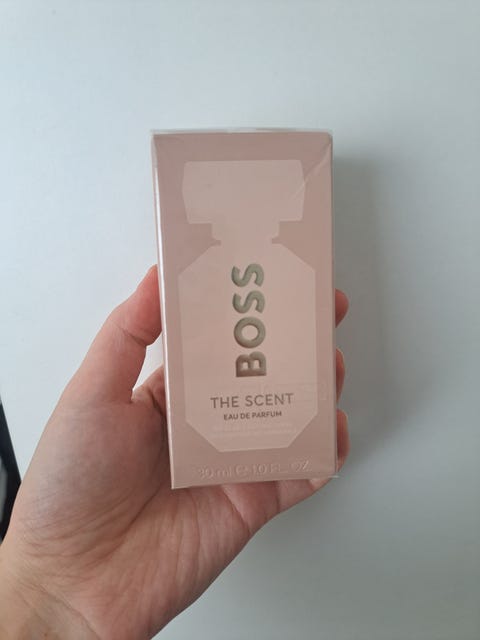 BOSS
THE SCENT
EAU DE PARFUM
30 ml e 1.0 FL. OZ